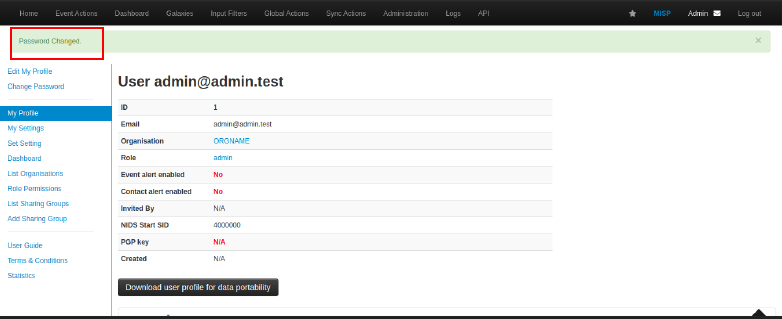 Home Event Actions Dashboard Galaxies Input Filters Global Actions Sync Actions Administration Logs API MISP Admin Log out
Password Changed. ×
Edit My Profile
Change Password
My Profile
My Settings
Set Setting
Dashboard
List Organisations
Role Permissions
List Sharing Groups
Add Sharing Group
User Guide
Terms & Conditions
Statistics
User admin@admin.test
ID 1
Email admin@admin.test
Organisation ORGNAME
Role admin
Event alert enabled No
Contact alert enabled No
Invited By N/A
NIDS Start SID 4000000
PGP key N/A
Created N/A
Download user profile for data portability